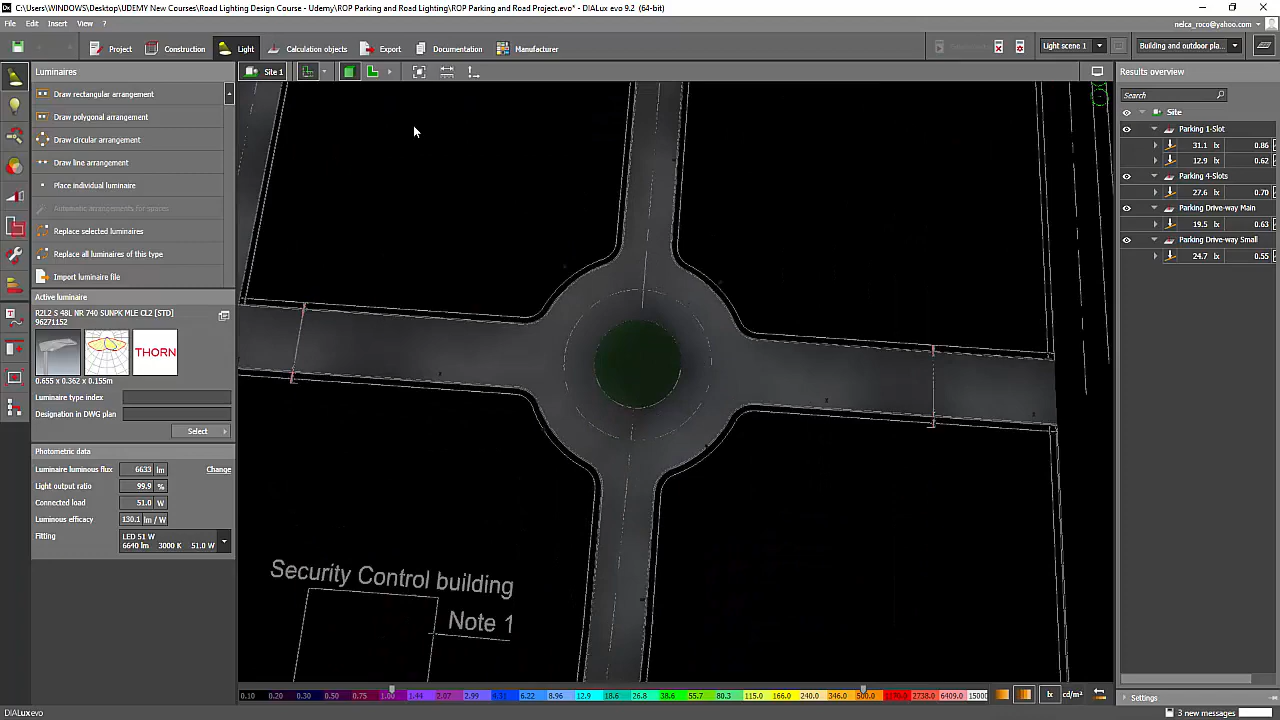 C:\Users\WINDOWS\Desktop\UDEMY New Courses\Road Lighting Design Course - Udemy\ROP Parking and Road Lighting\ROP Parking and Road Project.evo* - DIALux evo 9.2 (64-bit)
File Edit Insert View ?
nelca_roco@yahoo.com
Project Construction Light Calculation objects Export Documentation Manufacturer
Light scene 1
Building and outdoor pla...
Luminaires
Site 1
Results overview
Draw rectangular arrangement
Draw polygonal arrangement
Draw circular arrangement
Draw line arrangement
Place individual luminaire
Automatic arrangements for spaces
Replace selected luminaires
Replace all luminaires of this type
Import luminaire file
Active luminaire
R2L2 S 48L NR 740 SUNPK MLE CL2 [STD]
96271152
THORN
0.655 x 0.362 x 0.155m
Luminaire type index
Designation in DWG plan
Select
Photometric data
Luminaire luminous flux 6633 lm Change
Light output ratio 99.9 %
Connected load 51.0 W
Luminous efficacy 130.1 lm / W
Fitting LED 51 W
6640 lm 3000 K 51.0 W
Security Control building
Note 1
Search
Site
Parking 1-Slot
31.1 lx 0.86
12.9 lx 0.62
Parking 4-Slots
27.6 lx 0.70
Parking Drive-way Main
19.5 lx 0.63
Parking Drive-way Small
24.7 lx 0.55
0.10 0.20 0.30 0.50 0.75 1.00 1.44 2.07 2.99 4.31 6.22 8.96 12.9 18.6 26.8 38.6 55.7 80.3 115.0 166.0 240.0 346.0 500.0 1170.0 2738.0 6409.0 15000
lx cd/m²
Settings
DIALux evo
3 new messages